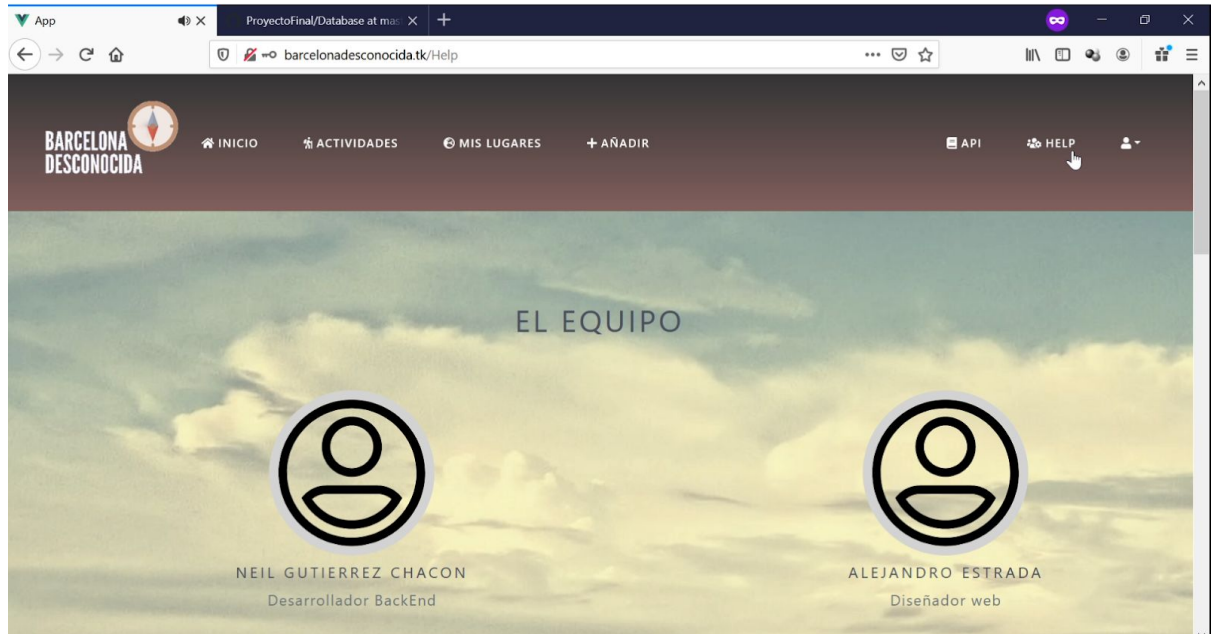 App
ProyectoFinal/Database at mas
barcelonadesconocida.tk/Help
BARCELONA
DESCONOCIDA
INICIO
ACTIVIDADES
MIS LUGARES
+ AÑADIR
API
HELP
EL EQUIPO
NEIL GUTIERREZ CHACON
Desarrollador BackEnd
ALEJANDRO ESTRADA
Diseñador web